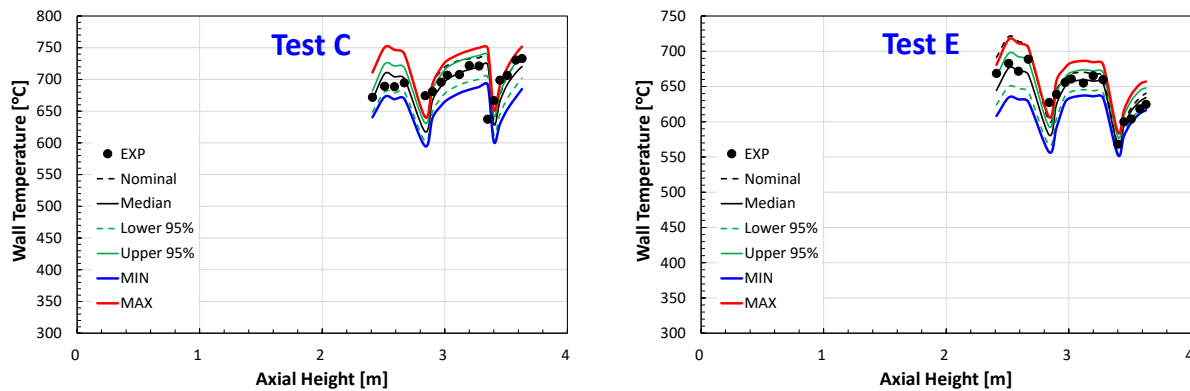 Test C
Wall Temperature [°C]
800
750
700
650
600
550
500
450
400
350
300
EXP
Nominal
Median
Lower 95%
Upper 95%
MIN
MAX
0 1 2 3 4
Axial Height [m]
Test E
Wall Temperature [°C]
750
700
650
600
550
500
450
400
350
300
EXP
Nominal
Median
Lower 95%
Upper 95%
MIN
MAX
0 1 2 3 4
Axial Height [m]